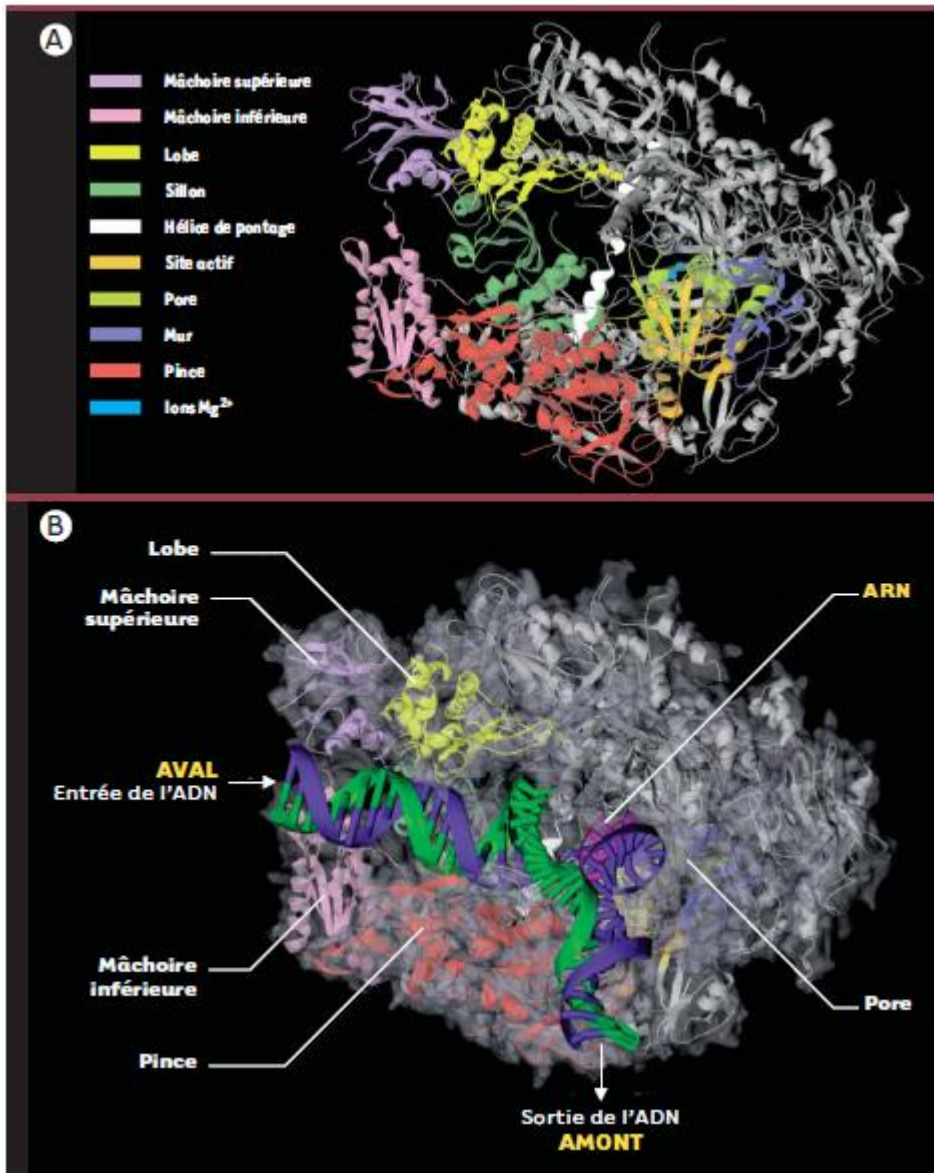 A
Mâchoire supérieure
Mâchoire inférieure
Lobe
Sillon
Hélice de pontage
Site actif
Pore
Mur
Pince
Ions Mg²⁺
B
Lobe
Mâchoire
supérieure
ARN
AVAL
Entrée de l'ADN
Mâchoire
inférieure
Pore
Pince
Sortie de l'ADN
AMONT